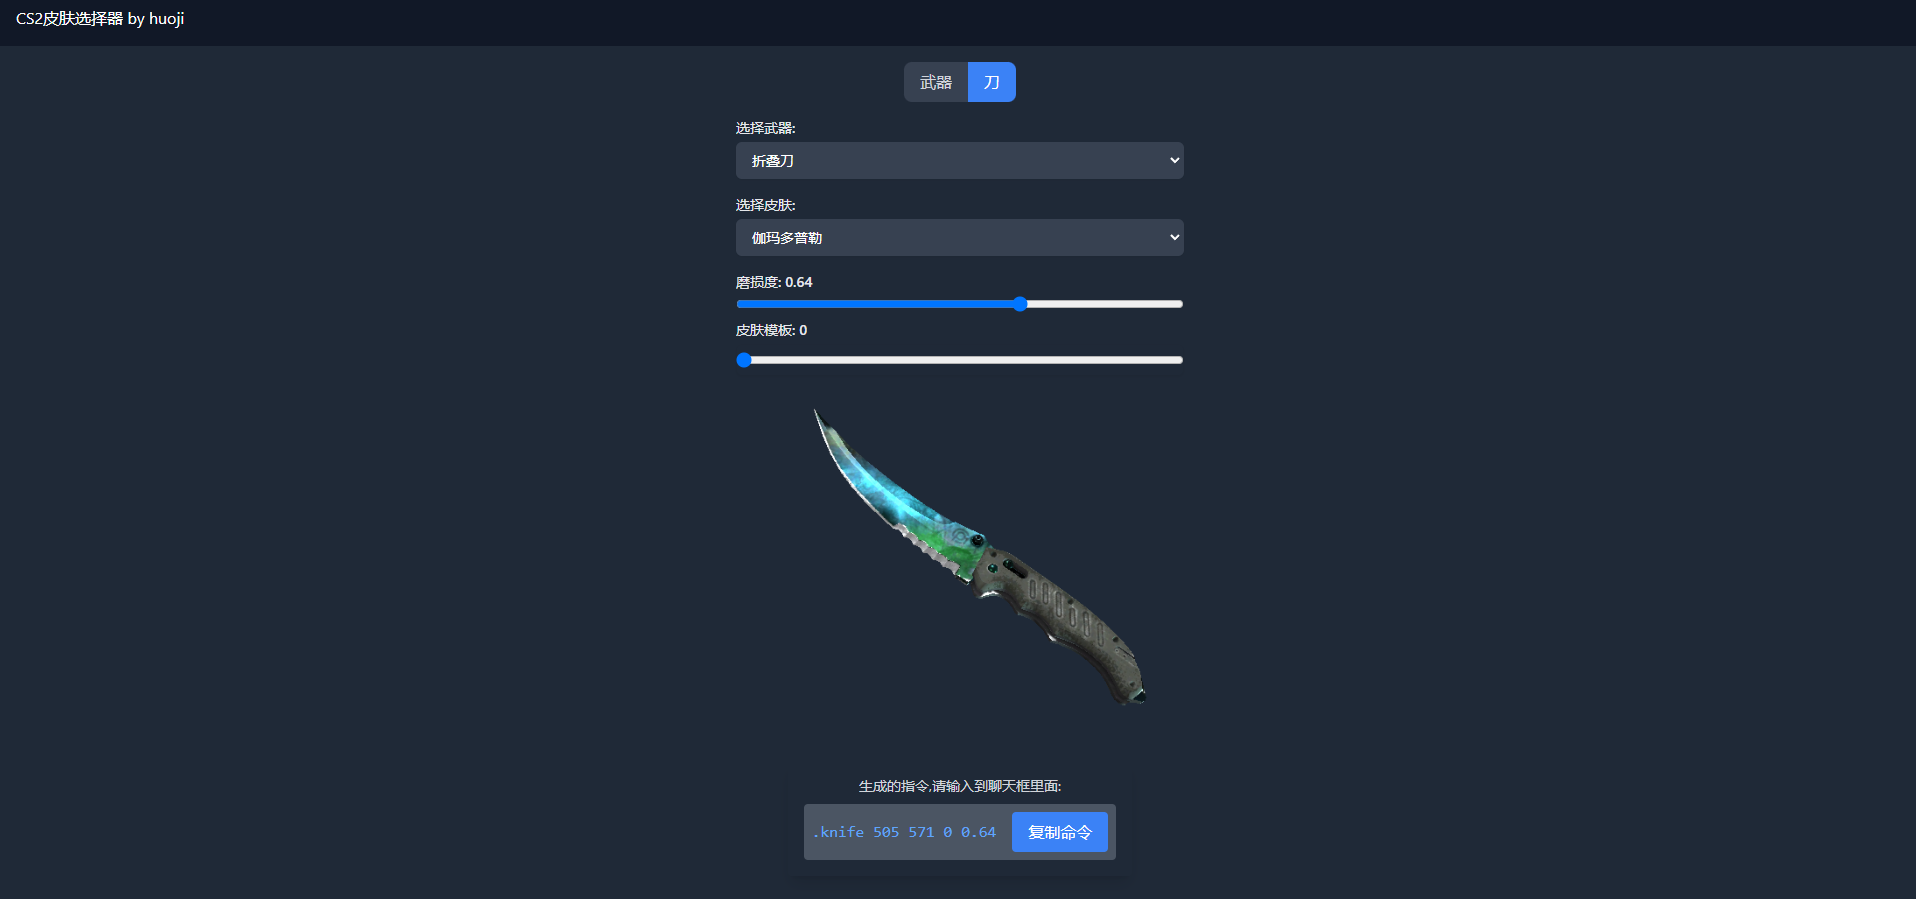 CS2皮肤选择器 by huoji
武器 刀
选择武器:
折叠刀
选择皮肤:
伽玛多普勒
磨损度: 0.64
皮肤模板: 0
生成的指令,请输入到聊天框里面:
.knife 505 571 0 0.64 复制命令